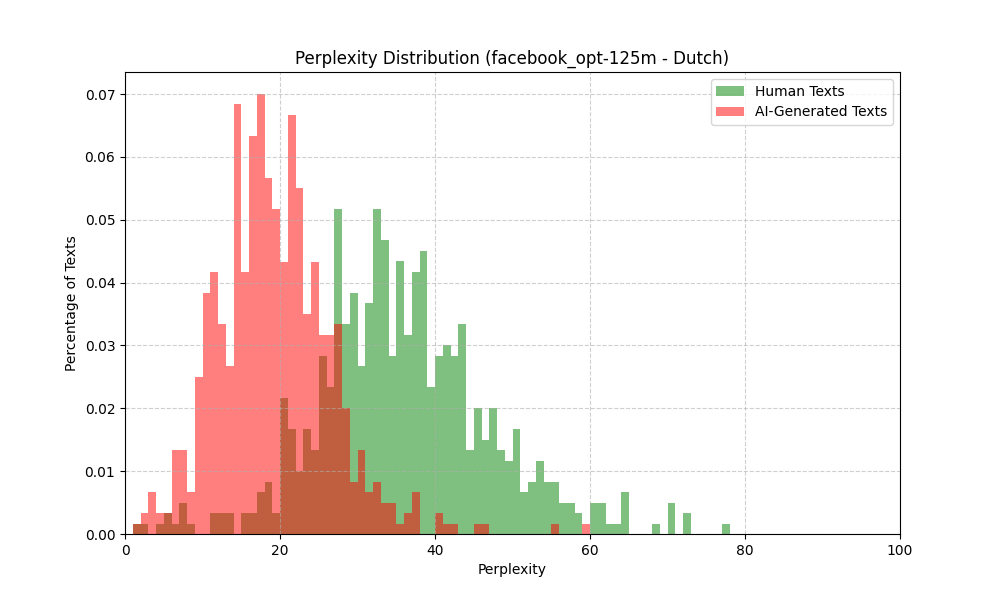 Perplexity Distribution (facebook_opt-125m - Dutch)
Human Texts
AI-Generated Texts
Percentage of Texts
0.07
0.06
0.05
0.04
0.03
0.02
0.01
0.00
0 20 40 60 80 100
Perplexity